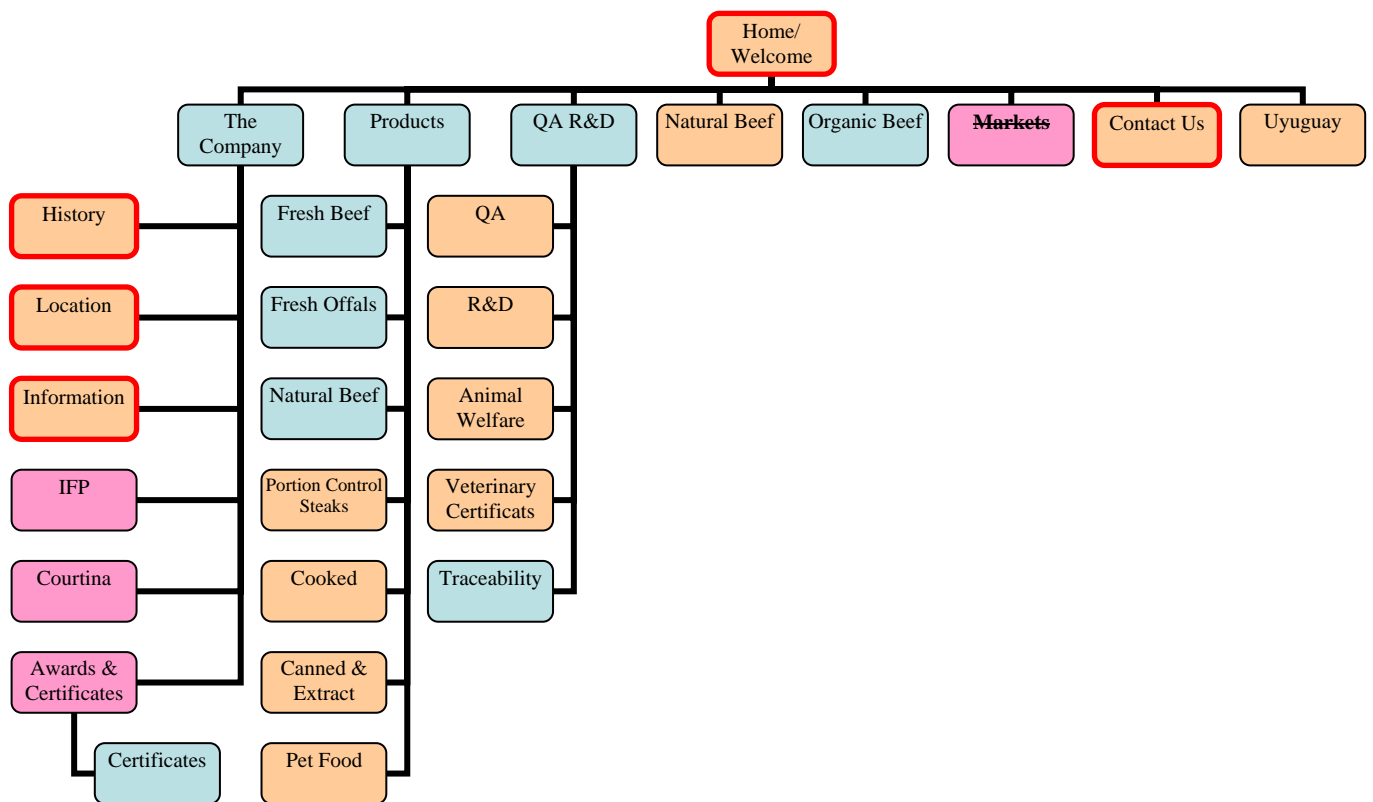 Home/
Welcome
The
Company
Products
QA R&D
Natural Beef
Organic Beef
Markets
Contact Us
Uyuguay
History
Fresh Beef
QA
Location
Fresh Offals
R&D
Information
Natural Beef
Animal
Welfare
IFP
Portion Control
Steaks
Veterinary
Certificats
Courtina
Cooked
Traceability
Awards &
Certificates
Canned &
Extract
Certificates
Pet Food